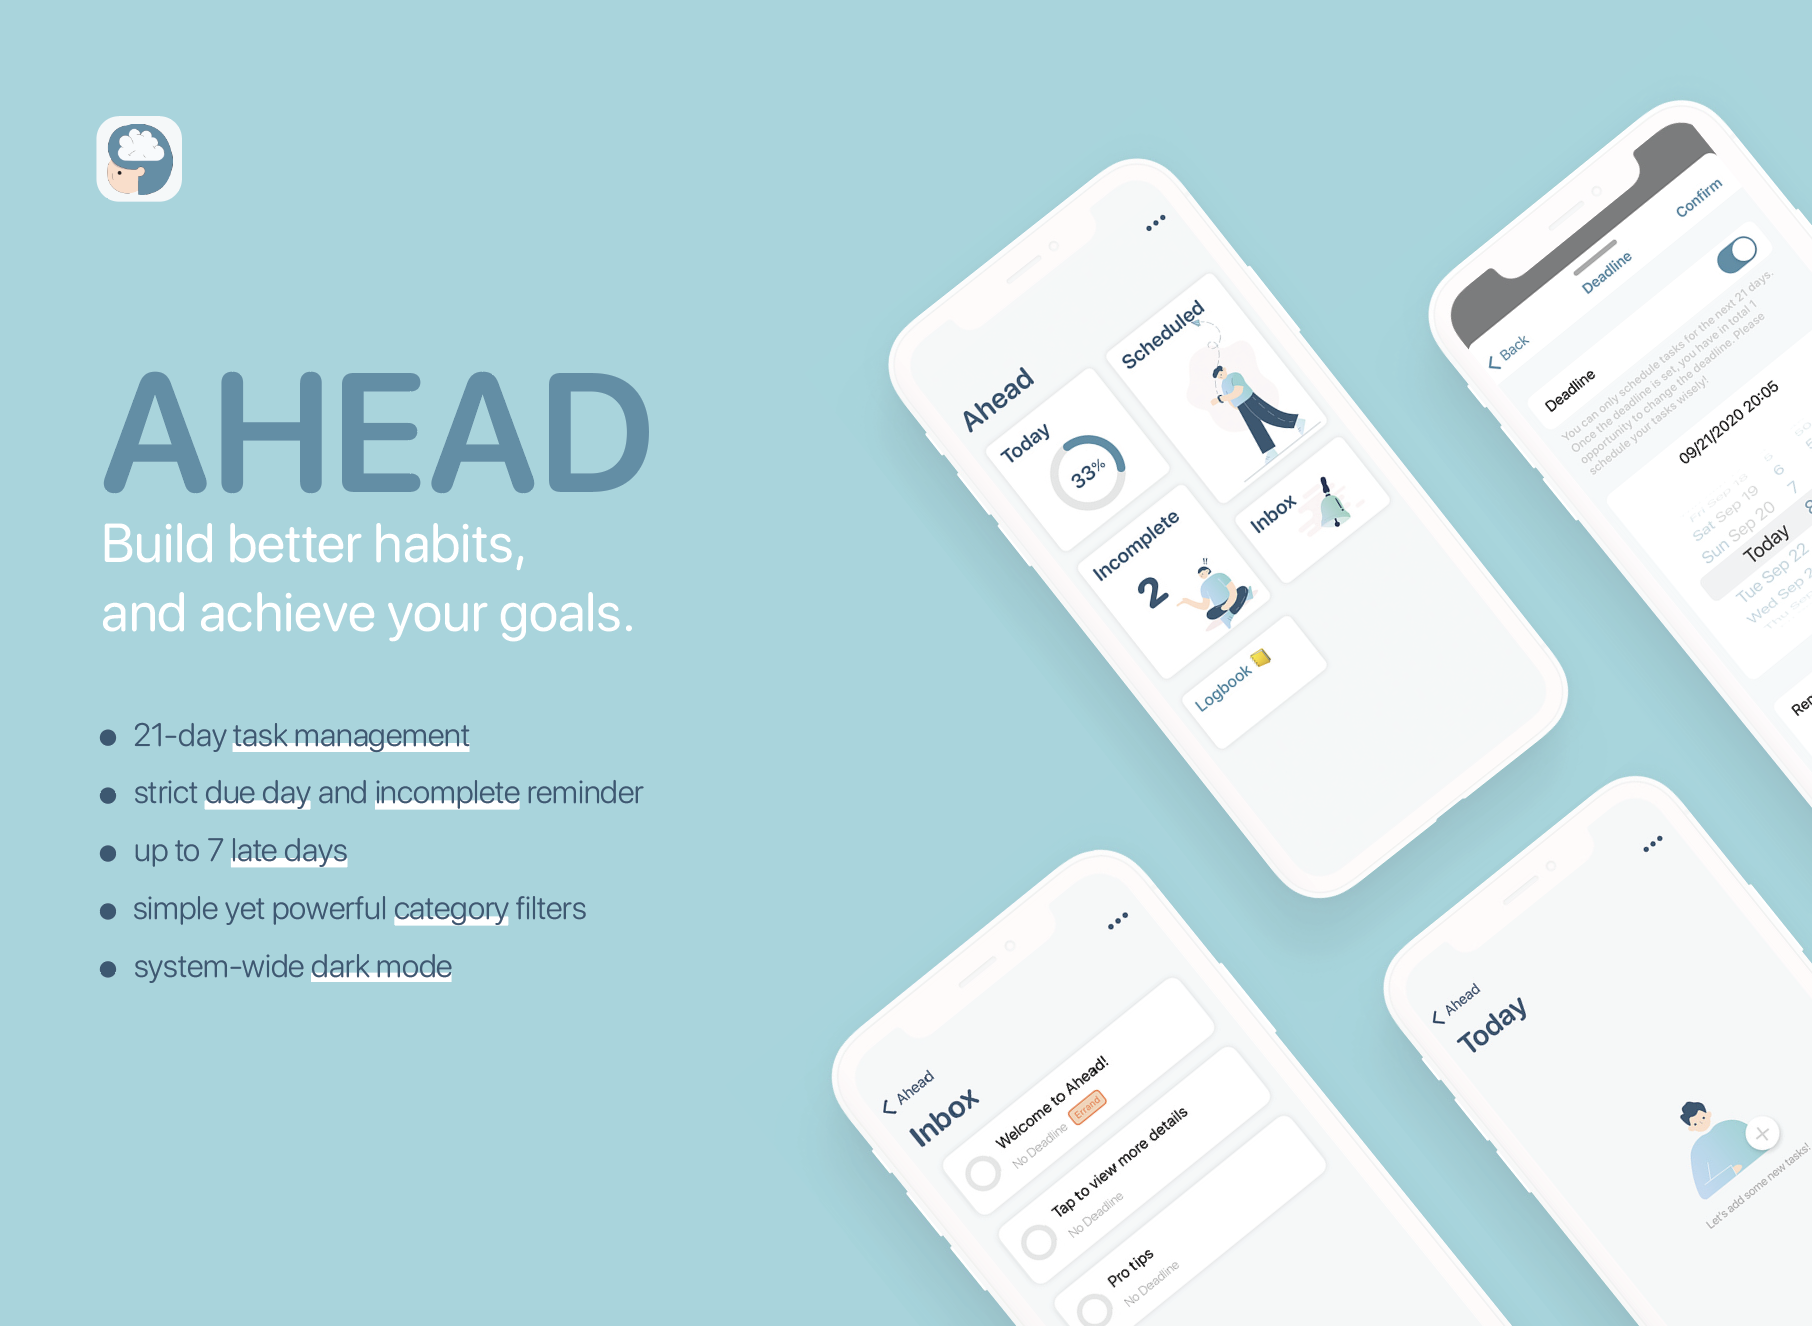 AHEAD
Build better habits,
and achieve your goals.
21-day task management
strict due day and incomplete reminder
up to 7 late days
simple yet powerful category filters
system-wide dark mode
Ahead
Today
33%
Scheduled
Incomplete
2
Inbox
Logbook
Back
Deadline
Confirm
Deadline
You can only schedule tasks for the next 21 days.
Once the deadline is set, you have in total 1
opportunity to change the deadline. Please
schedule your tasks wisely!
09/21/2020 20:05
Sat Sep 19 6
Sun Sep 20 7
Today 8
Tue Sep 22
Wed Sep 2
Ahead
Inbox
Welcome to Ahead!
No Deadline Errand
Tap to view more details
No Deadline
Pro tips
No Deadline
Ahead
Today
Let's add some new tasks!